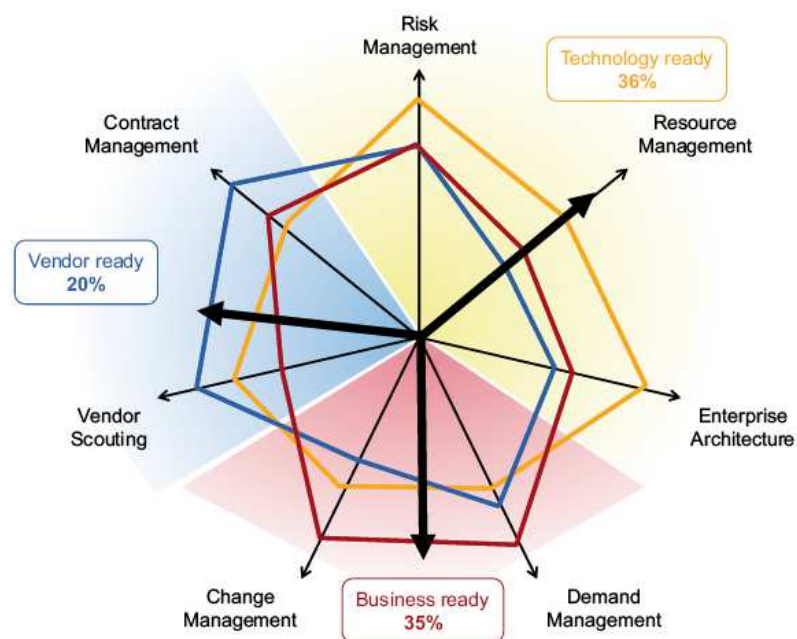 Risk
Management
Technology ready
36%
Contract
Management
Resource
Management
Vendor ready
20%
Vendor
Scouting
Enterprise
Architecture
Change
Management
Business ready
35%
Demand
Management